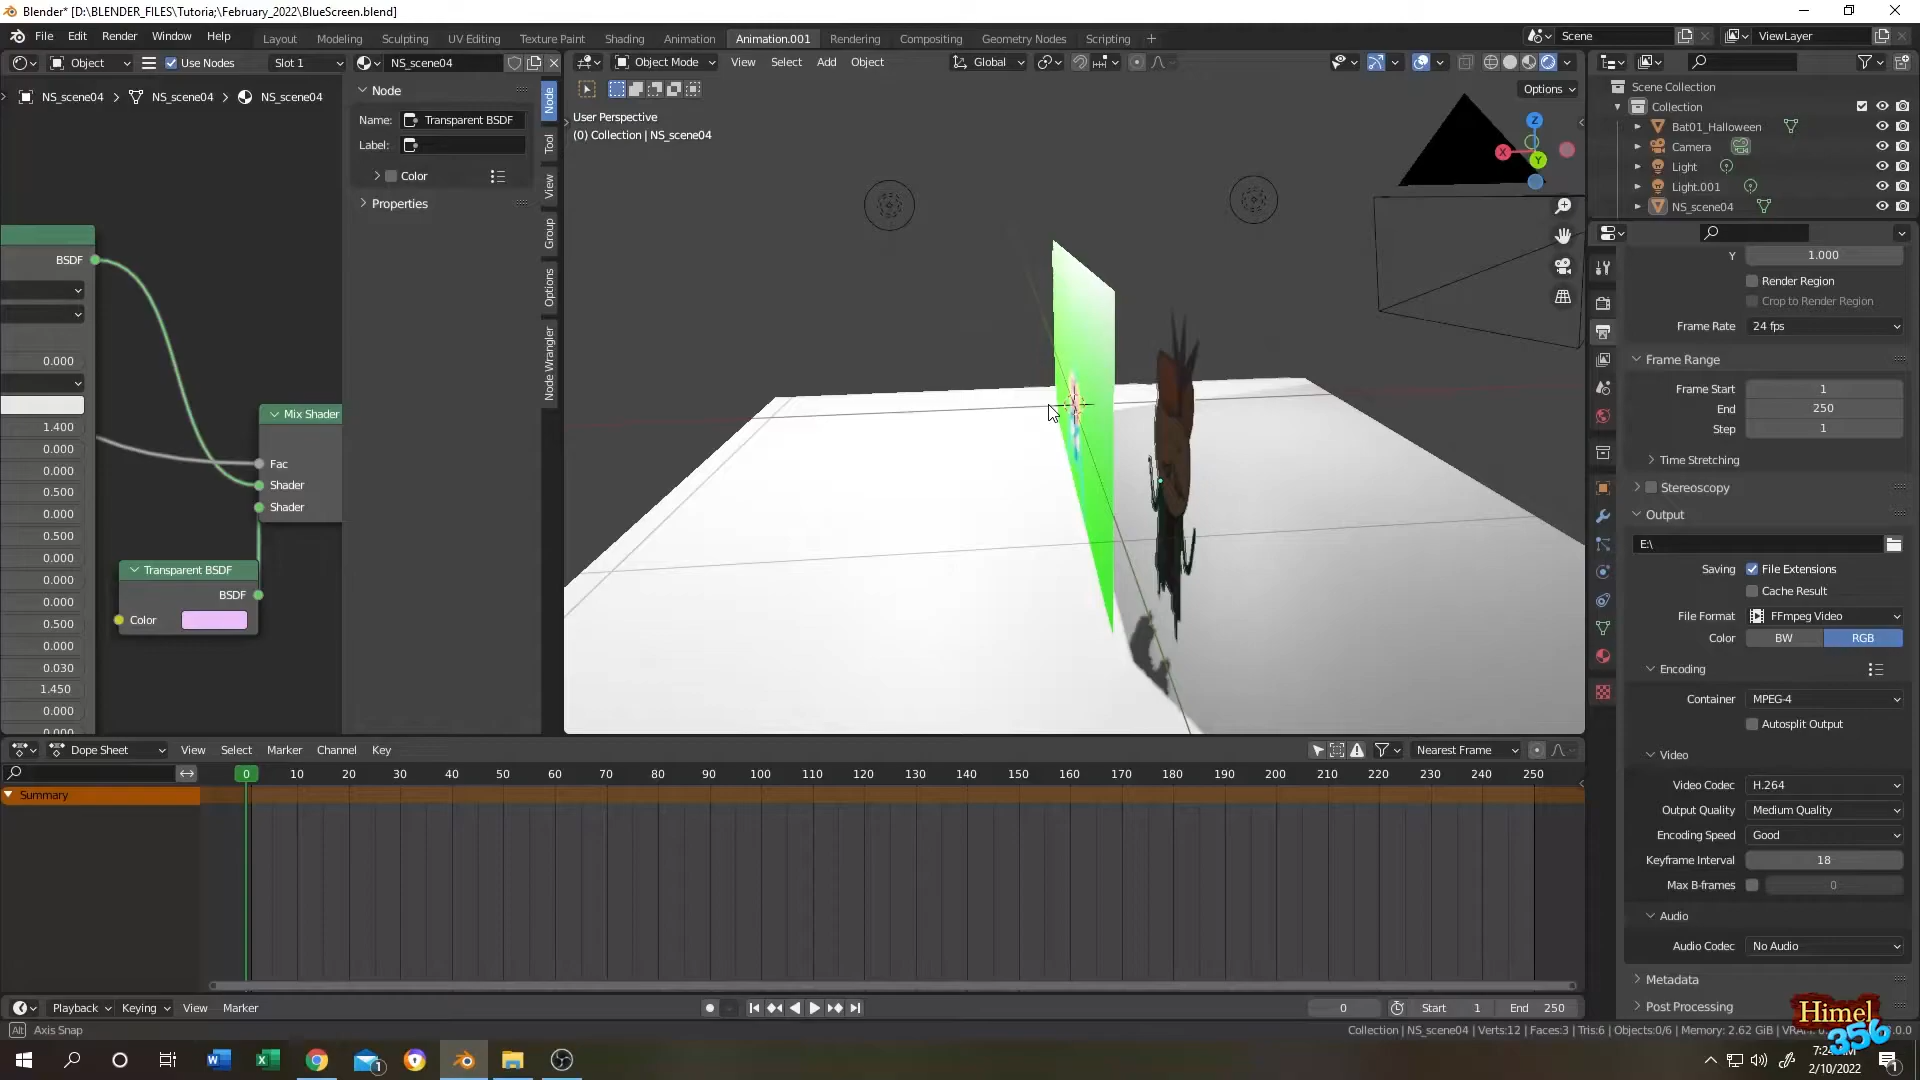 Blender* [D:\BLENDER_FILES\Tutoria;\February_2022\BlueScreen.blend]
File Edit Render Window Help
Layout Modeling Sculpting UV Editing Texture Paint Shading Animation Animation.001 Rendering Compositing Geometry Nodes Scripting
Scene
ViewLayer
Object Use Nodes Slot 1 NS_scene04
Object Mode View Select Add Object Global
Options
NS_scene04 NS_scene04 NS_scene04
User Perspective
(0) Collection | NS_scene04
Node
Name: Transparent BSDF
Label:
Color
Properties
Node
Tool
View
Group
Options
Node Wrangler
BSDF
0.000
1.400
0.000
0.000
0.500
0.000
0.500
0.000
0.000
0.000
0.500
0.000
0.030
1.450
0.000
Mix Shader
Fac
Shader
Shader
Transparent BSDF
BSDF
Color
Z
X
Y
Scene Collection
Collection
Bat01_Halloween
Camera
Light
Light.001
NS_scene04
Y 1.000
Render Region
Crop to Render Region
Frame Rate 24 fps
Frame Range
Frame Start 1
End 250
Step 1
Time Stretching
Stereoscopy
Output
E:\
Saving File Extensions
Cache Result
File Format FFmpeg Video
Color BW RGB
Encoding
Container MPEG-4
Autosplit Output
Video
Video Codec H.264
Output Quality Medium Quality
Encoding Speed Good
Keyframe Interval 18
Max B-frames 0
Audio
Audio Codec No Audio
Metadata
Post Processing
Dope Sheet View Select Marker Channel Key
Nearest Frame
0 10 20 30 40 50 60 70 80 90 100 110 120 130 140 150 160 170 180 190 200 210 220 230 240 250
Summary
Playback Keying View Marker
0 Start 1 End 250
Alt Axis Snap
Collection | NS_scene04 | Verts:12 | Faces:3 | Tris:6 | Objects:0/6 | Memory: 2.62 GiB | VRAM:
Himel
356
2/10/2022